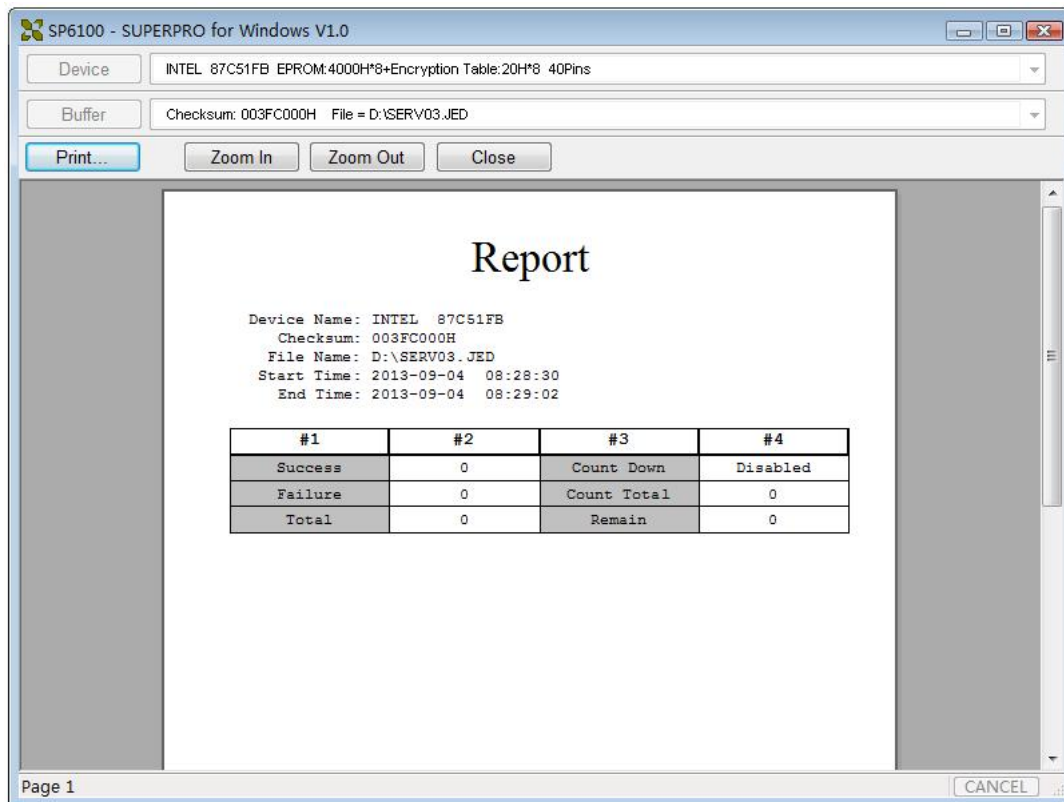 SP6100 - SUPERPRO for Windows V1.0
Device INTEL 87C51FB EPROM:4000H*8+Encryption Table:20H*8 40Pins
Buffer Checksum: 003FC000H File = D:\SERV03.JED
Print... Zoom In Zoom Out Close
Report
Device Name: INTEL 87C51FB
Checksum: 003FC000H
File Name: D:\SERV03.JED
Start Time: 2013-09-04 08:28:30
End Time: 2013-09-04 08:29:02
#1 #2 #3 #4
Success 0 Count Down Disabled
Failure 0 Count Total 0
Total 0 Remain 0
Page 1 CANCEL